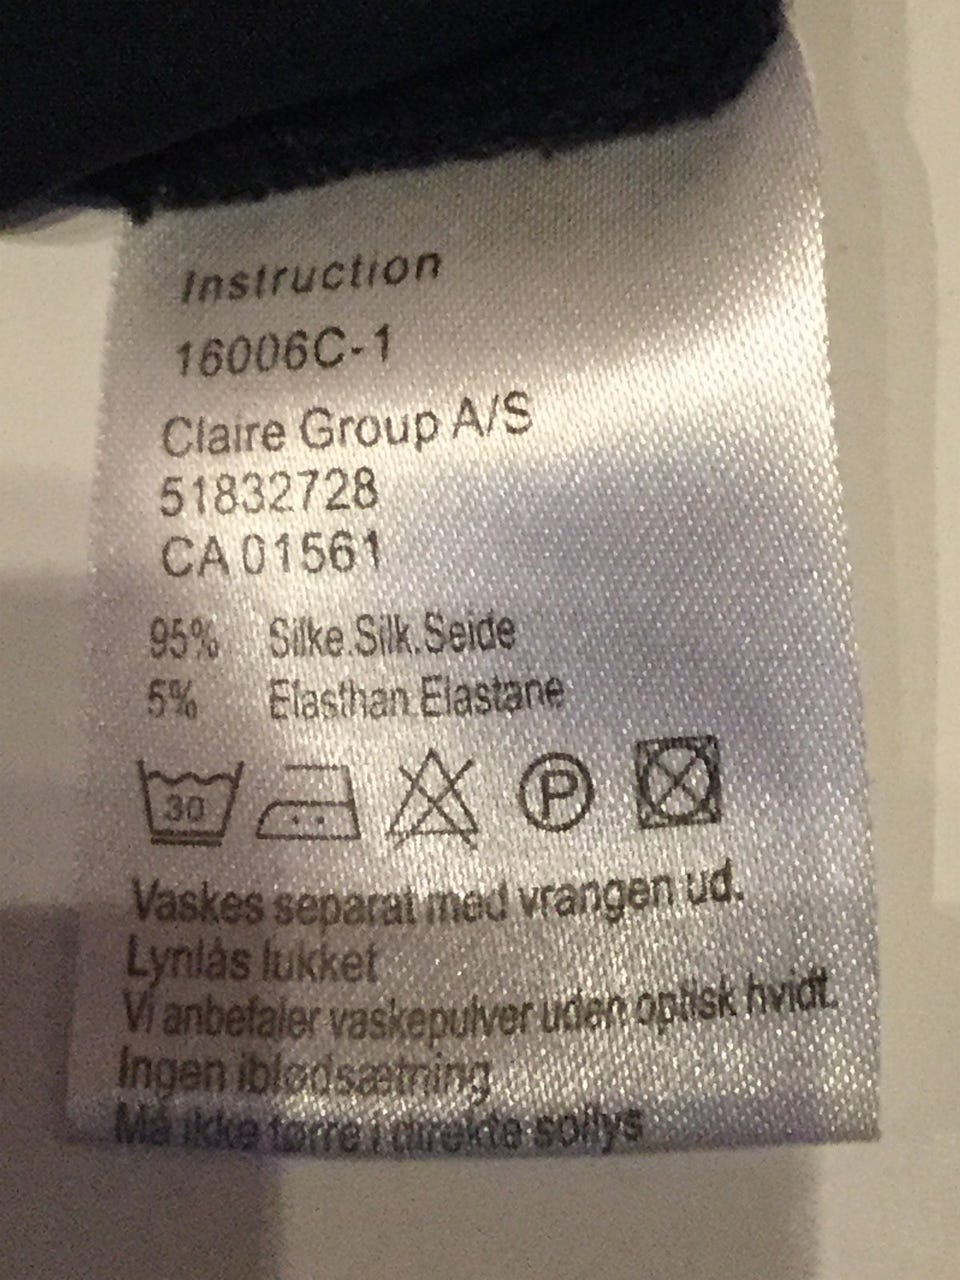 Instruction
16006C-1
Claire Group A/S
51832728
CA 01561
95% Silke.Silk.Seide
5% Elasthan.Elastane
30 P
Vaskes separat med vrangen ud.
Lynlås lukket
Vi anbefaler vaskepulver uden optisk hvidt.
Ingen iblødsætning
Må ikke tørre i direkte sollys